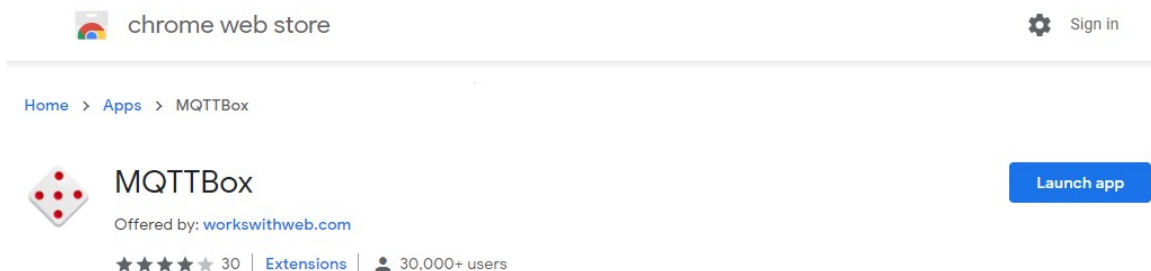 chrome web store
Sign in
Home > Apps > MQTTBox
MQTTBox
Launch app
Offered by: workswithweb.com
30 | Extensions | 30,000+ users